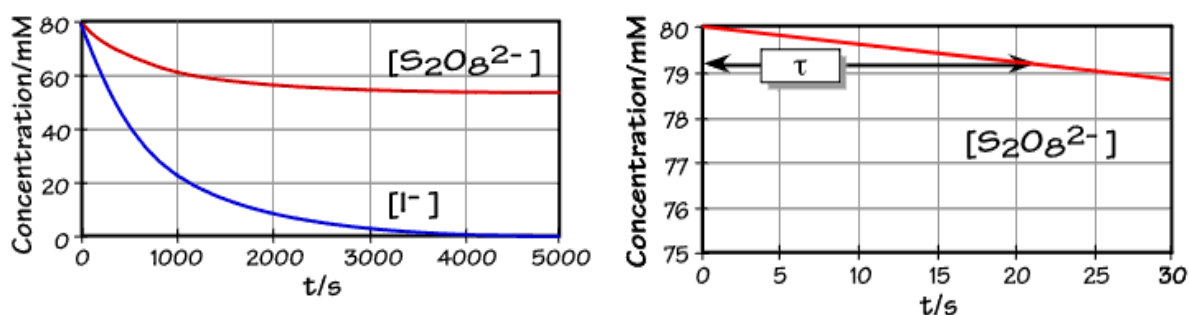 Concentration/mM
80
60
40
20
0
[S₂O₈²⁻]
[I⁻]
0 1000 2000 3000 4000 5000
t/s
Concentration/mM
80
79
78
77
76
75
τ
[S₂O₈²⁻]
0 5 10 15 20 25 30
t/s